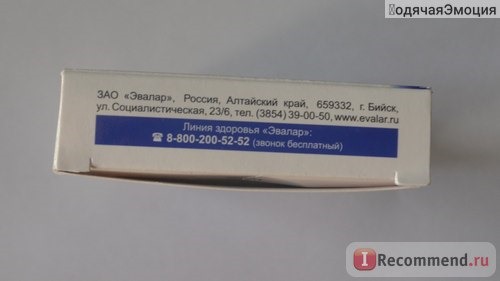 ЗАО «Эвалар», Россия, Алтайский край, 659332, г. Бийск,
ул. Социалистическая, 23/6, тел. (3854) 39-00-50, www.evalar.ru
Линия здоровья «Эвалар»:
☎ 8-800-200-52-52 (звонок бесплатный)
одячаяЭмоция
I Recommend.ru